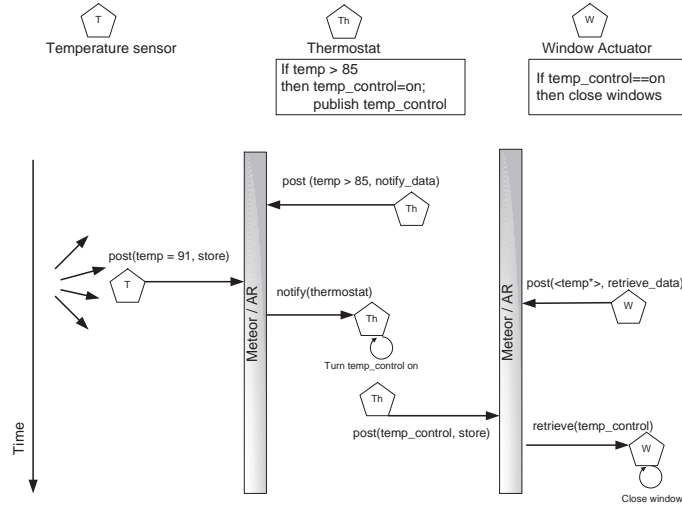 T
Th
W
Temperature sensor
Thermostat
Window Actuator
If temp > 85
then temp_control=on;
publish temp_control
If temp_control==on
then close windows
post (temp > 85, notify_data)
Th
post(temp = 91, store)
T
post(<temp*>, retrieve_data)
W
notify(thermostat)
Th
Turn temp_control on
Meteor / AR
Meteor / AR
Th
post(temp_control, store)
retrieve(temp_control)
W
Close window
Time